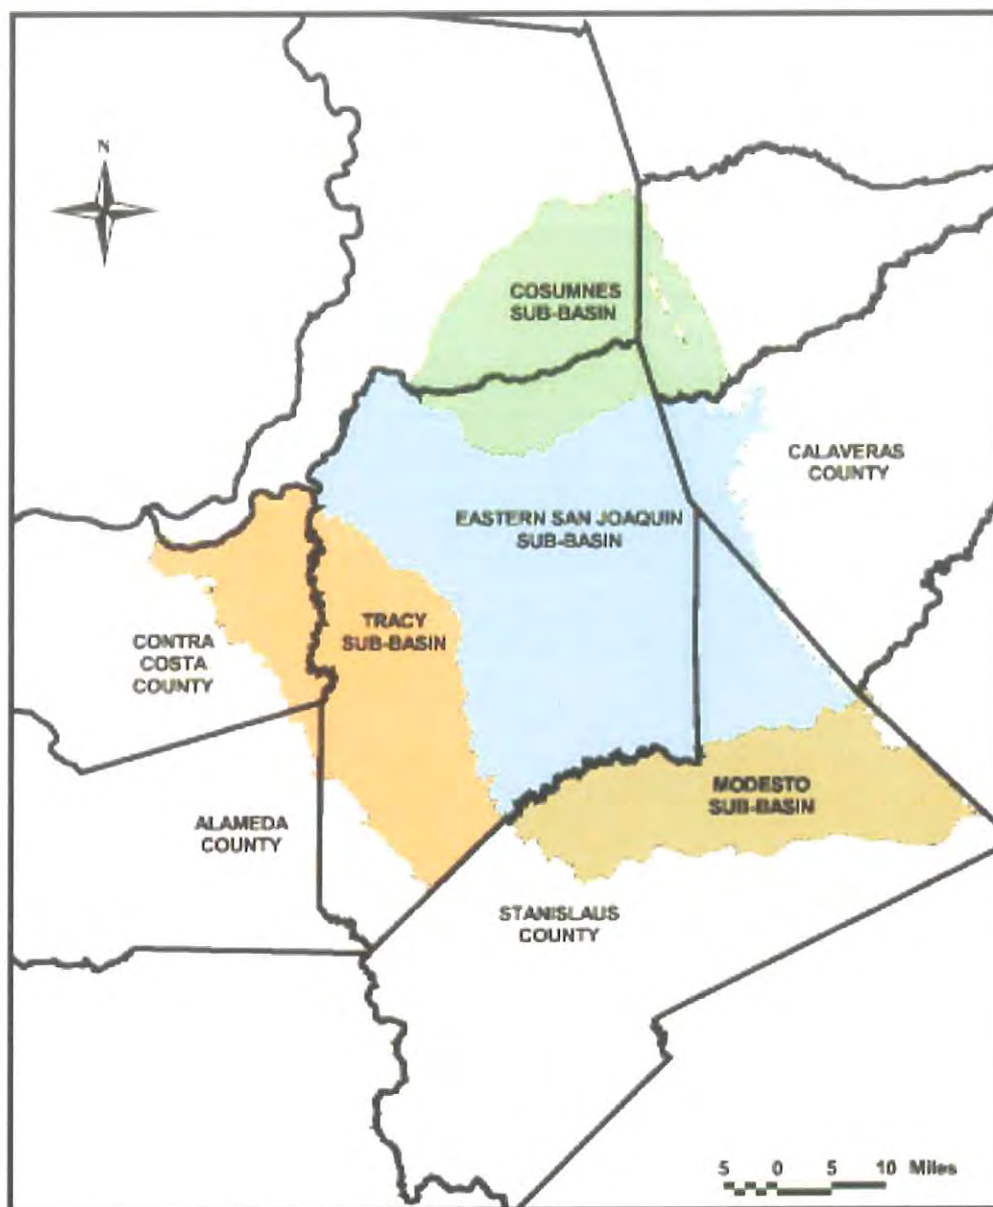 N
COSUMNES
SUB-BASIN
CALAVERAS
COUNTY
EASTERN SAN JOAQUIN
SUB-BASIN
TRACY
SUB-BASIN
CONTRA
COSTA
COUNTY
MODESTO
SUB-BASIN
ALAMEDA
COUNTY
STANISLAUS
COUNTY
5 0 5 10 Miles